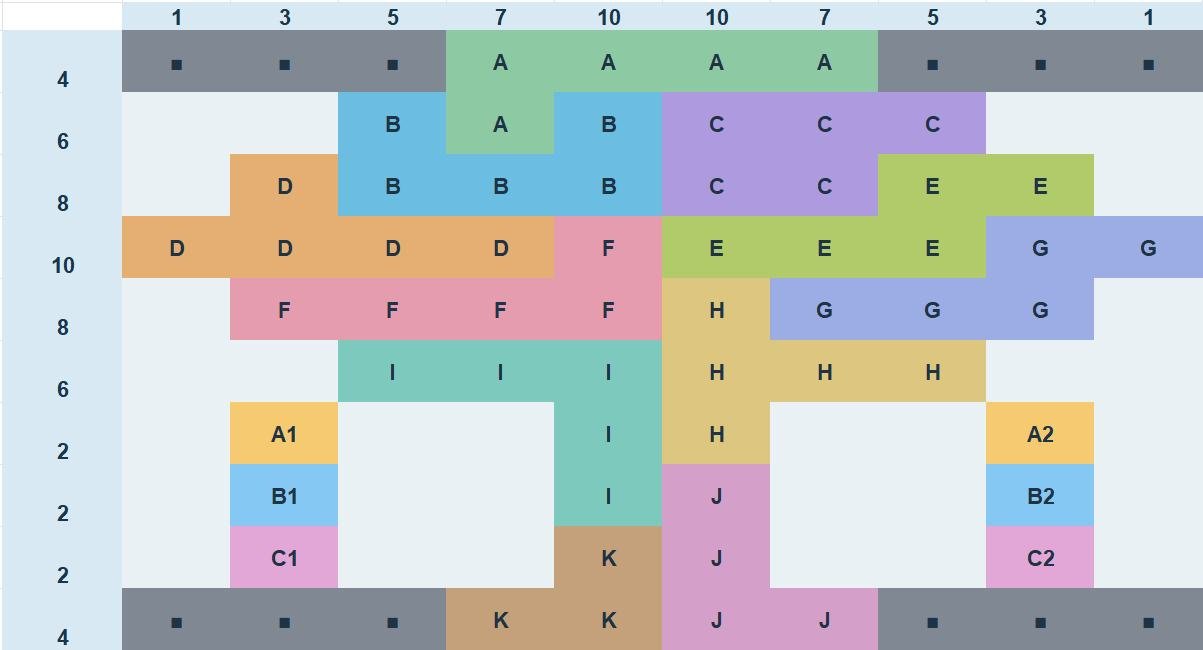 1 3 5 7 10 10 7 5 3 1
4 ■ ■ ■ A A A A ■ ■ ■
6 B A B C C C
8 D B B B C C E E
10 D D D D F E E E G G
8 F F F F H G G G
6 I I I H H H
2 A1 I H A2
2 B1 I J B2
2 C1 K J C2
4 ■ ■ ■ K K J J ■ ■ ■